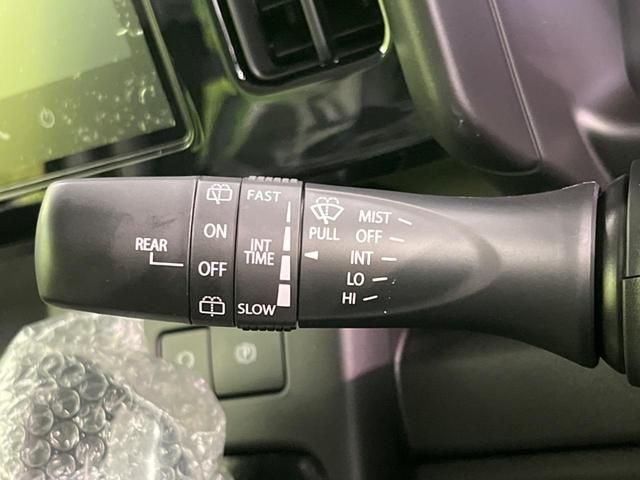 REAR
ON
OFF
FAST
INT
TIME
SLOW
PULL
MIST
OFF
INT
LO
HI